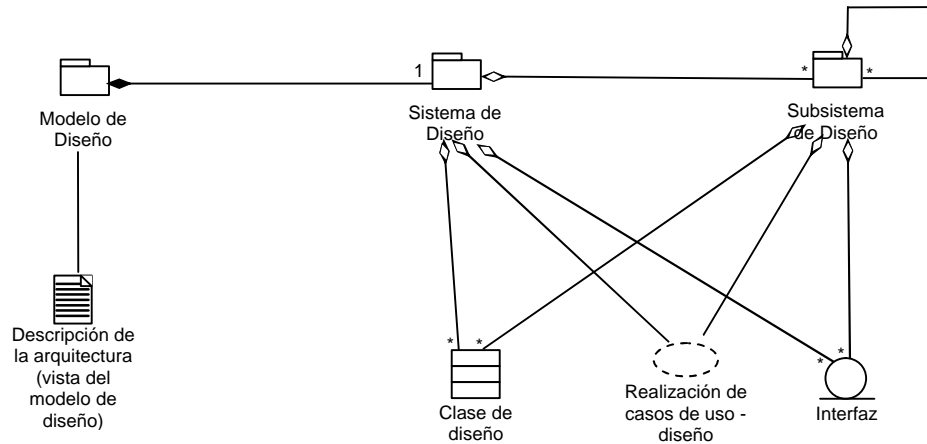 1
*
*
Modelo de
Diseño
Sistema de
Diseño
Subsistema
de Diseño
Descripción de
la arquitectura
(vista del
modelo de
diseño)
*
*
*
*
Clase de
diseño
Realización de
casos de uso -
diseño
Interfaz